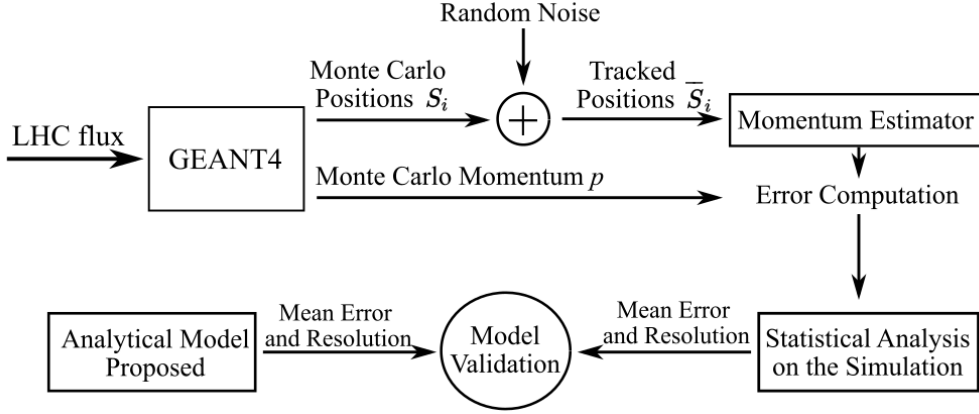 Random Noise
Monte Carlo
Positions S_i
Tracked
Positions S̅_i
LHC flux
GEANT4
+
Momentum Estimator
Monte Carlo Momentum p
Error Computation
Analytical Model
Proposed
Mean Error
and Resolution
Model
Validation
Mean Error
and Resolution
Statistical Analysis
on the Simulation